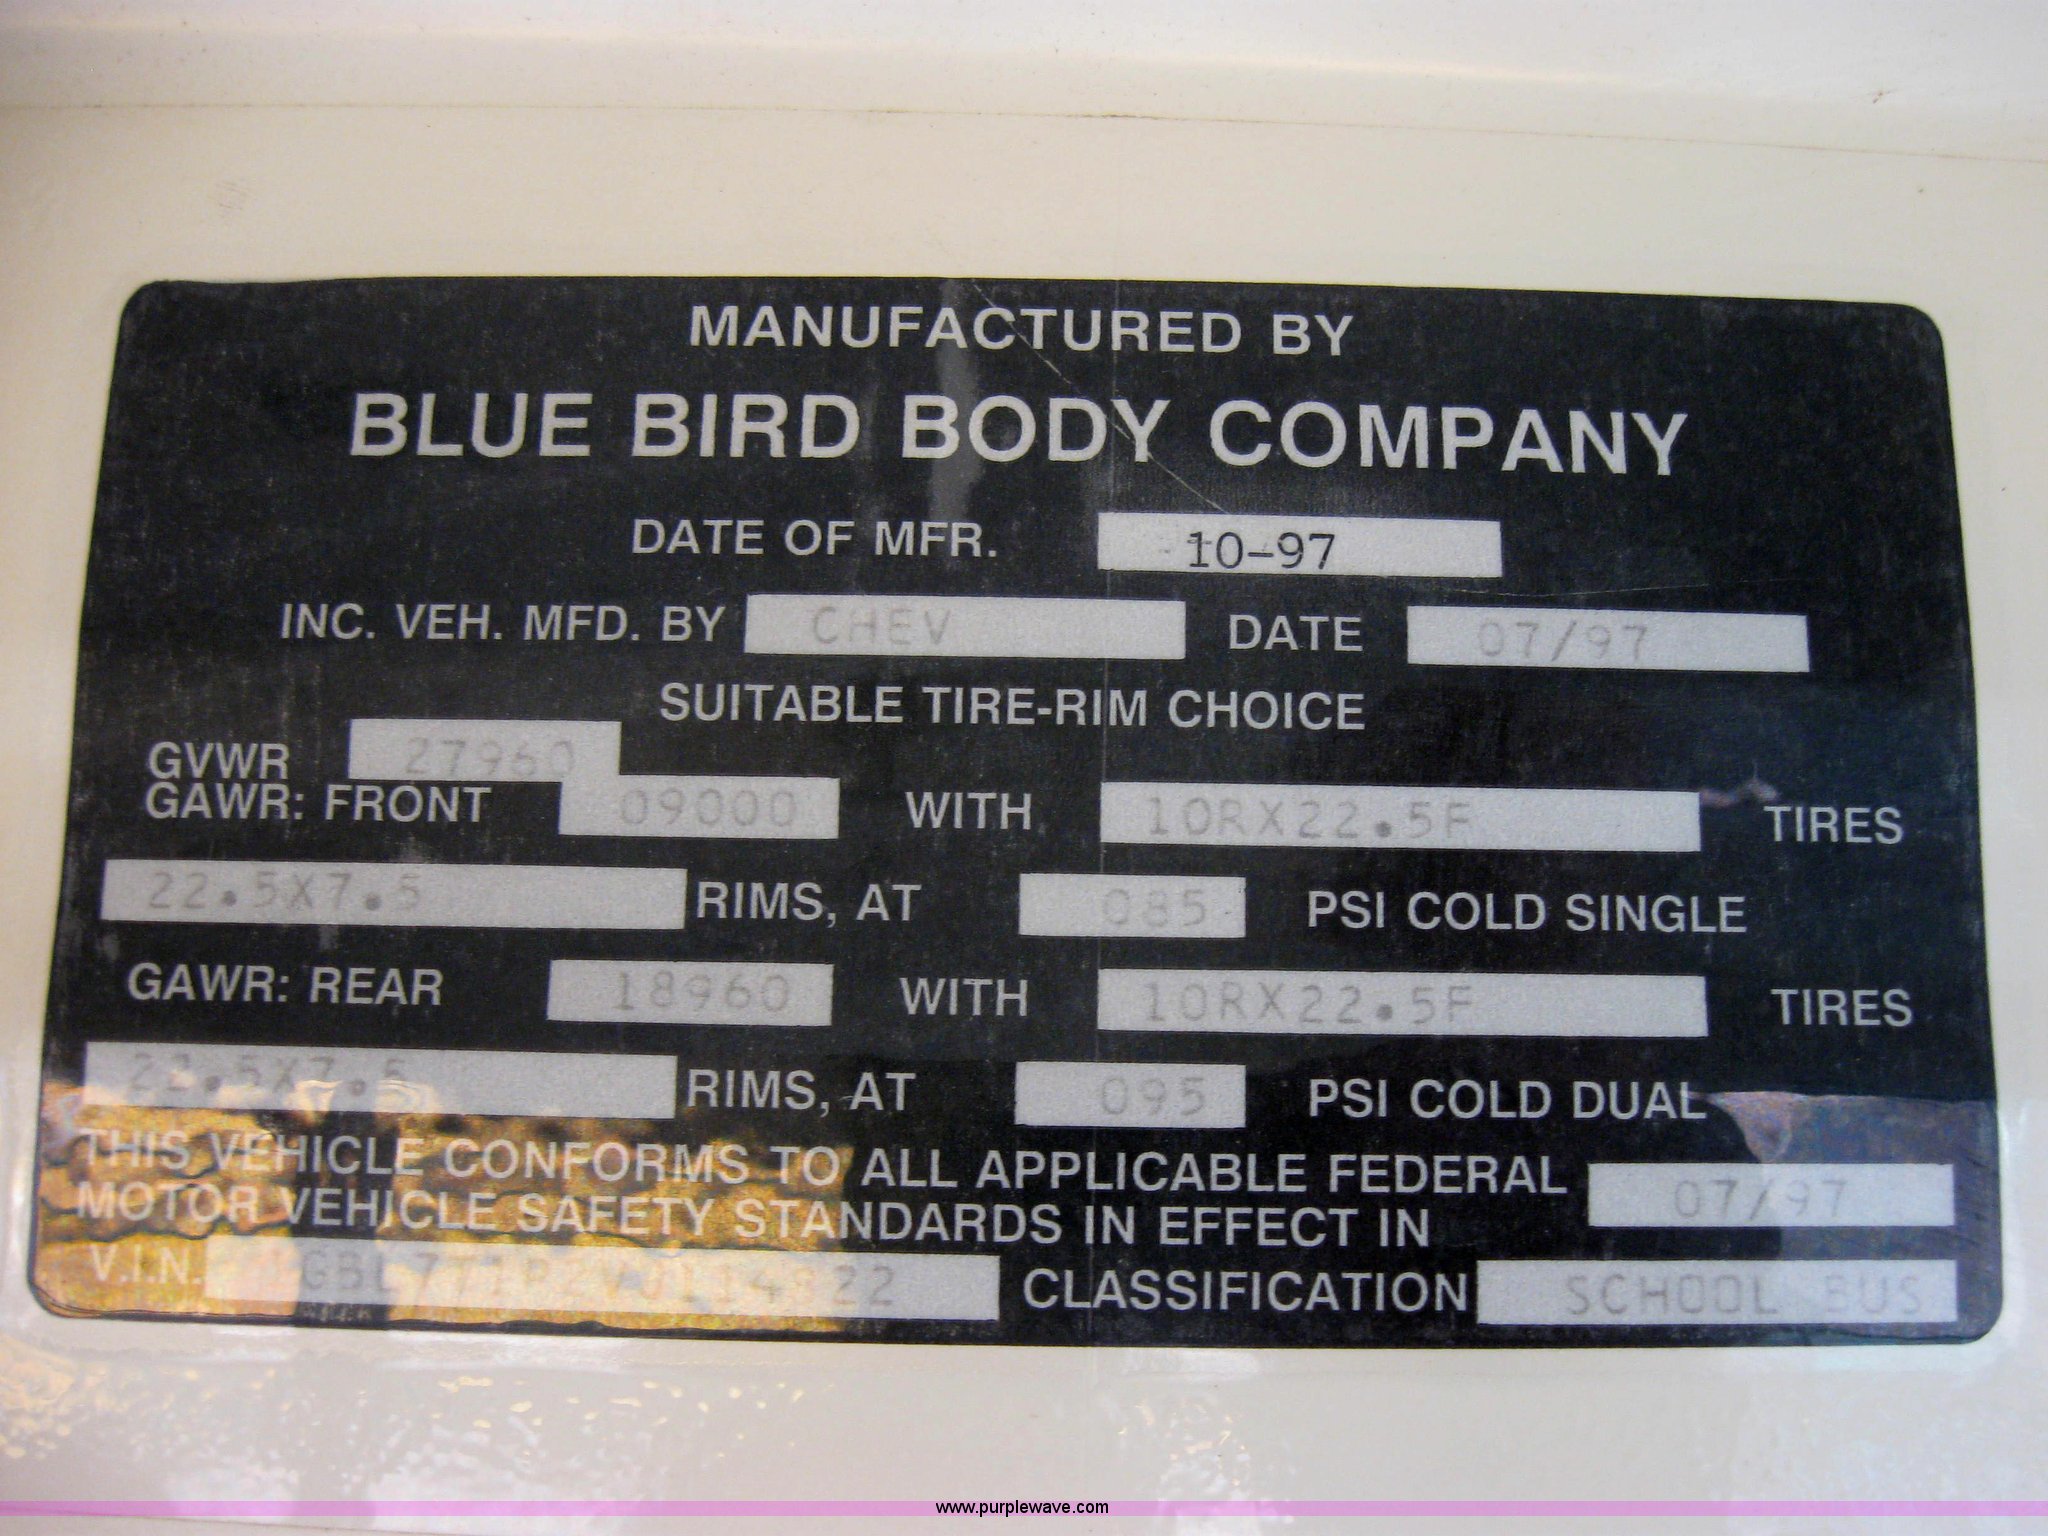 MANUFACTURED BY
BLUE BIRD BODY COMPANY
DATE OF MFR. 10-97
INC. VEH. MFD. BY CHEV DATE 07/97
SUITABLE TIRE-RIM CHOICE
GVWR 27960
GAWR: FRONT 09000 WITH 10RX22.5F TIRES
22.5X7.5 RIMS, AT 085 PSI COLD SINGLE
GAWR: REAR 18960 WITH 10RX22.5F TIRES
22.5X7.5 RIMS, AT 095 PSI COLD DUAL
THIS VEHICLE CONFORMS TO ALL APPLICABLE FEDERAL
MOTOR VEHICLE SAFETY STANDARDS IN EFFECT IN 07/97
V.I.N. CLASSIFICATION SCHOOL BUS
www.purplewave.com